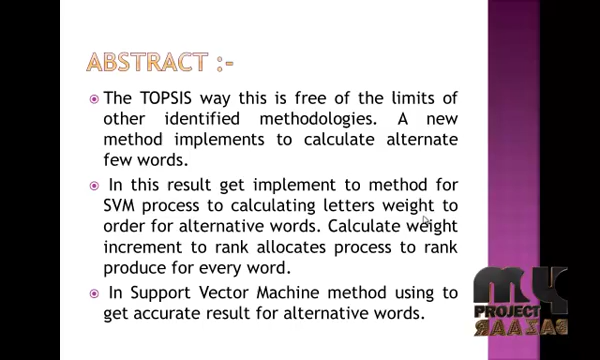 ABSTRACT :-
The TOPSIS way this is free of the limits of
other identified methodologies. A new
method implements to calculate alternate
few words.
In this result get implement to method for
SVM process to calculating letters weight to
order for alternative words. Calculate weight
increment to rank allocates process to rank
produce for every word.
In Support Vector Machine method using to
get accurate result for alternative words.
MY
PROJECT
BAZAAR